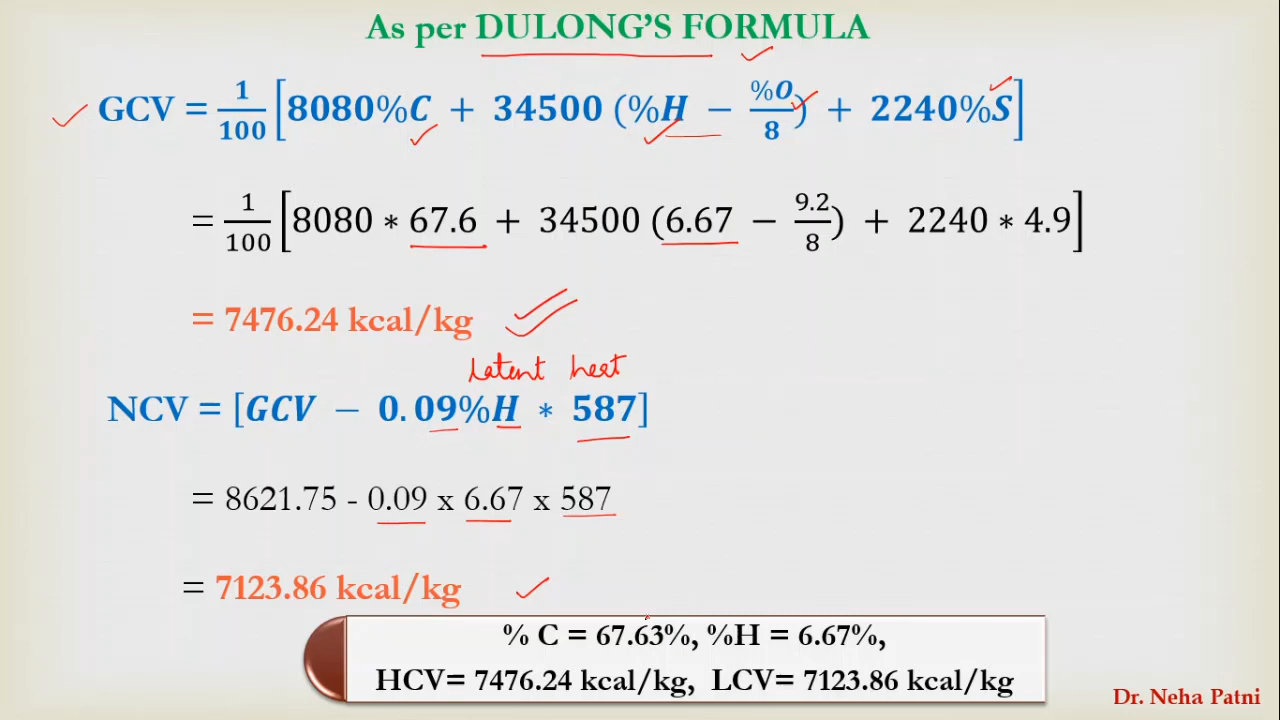 As per DULONG'S FORMULA
GCV = 1/100 [8080%C + 34500 (%H − %O/8) + 2240%S]
= 1/100 [8080 * 67.6 + 34500 (6.67 − 9.2/8) + 2240 * 4.9]
= 7476.24 kcal/kg
Latent heat
NCV = [GCV − 0.09%H * 587]
= 8621.75 - 0.09 x 6.67 x 587
= 7123.86 kcal/kg
% C = 67.63%, %H = 6.67%,
HCV= 7476.24 kcal/kg, LCV= 7123.86 kcal/kg
Dr. Neha Patni